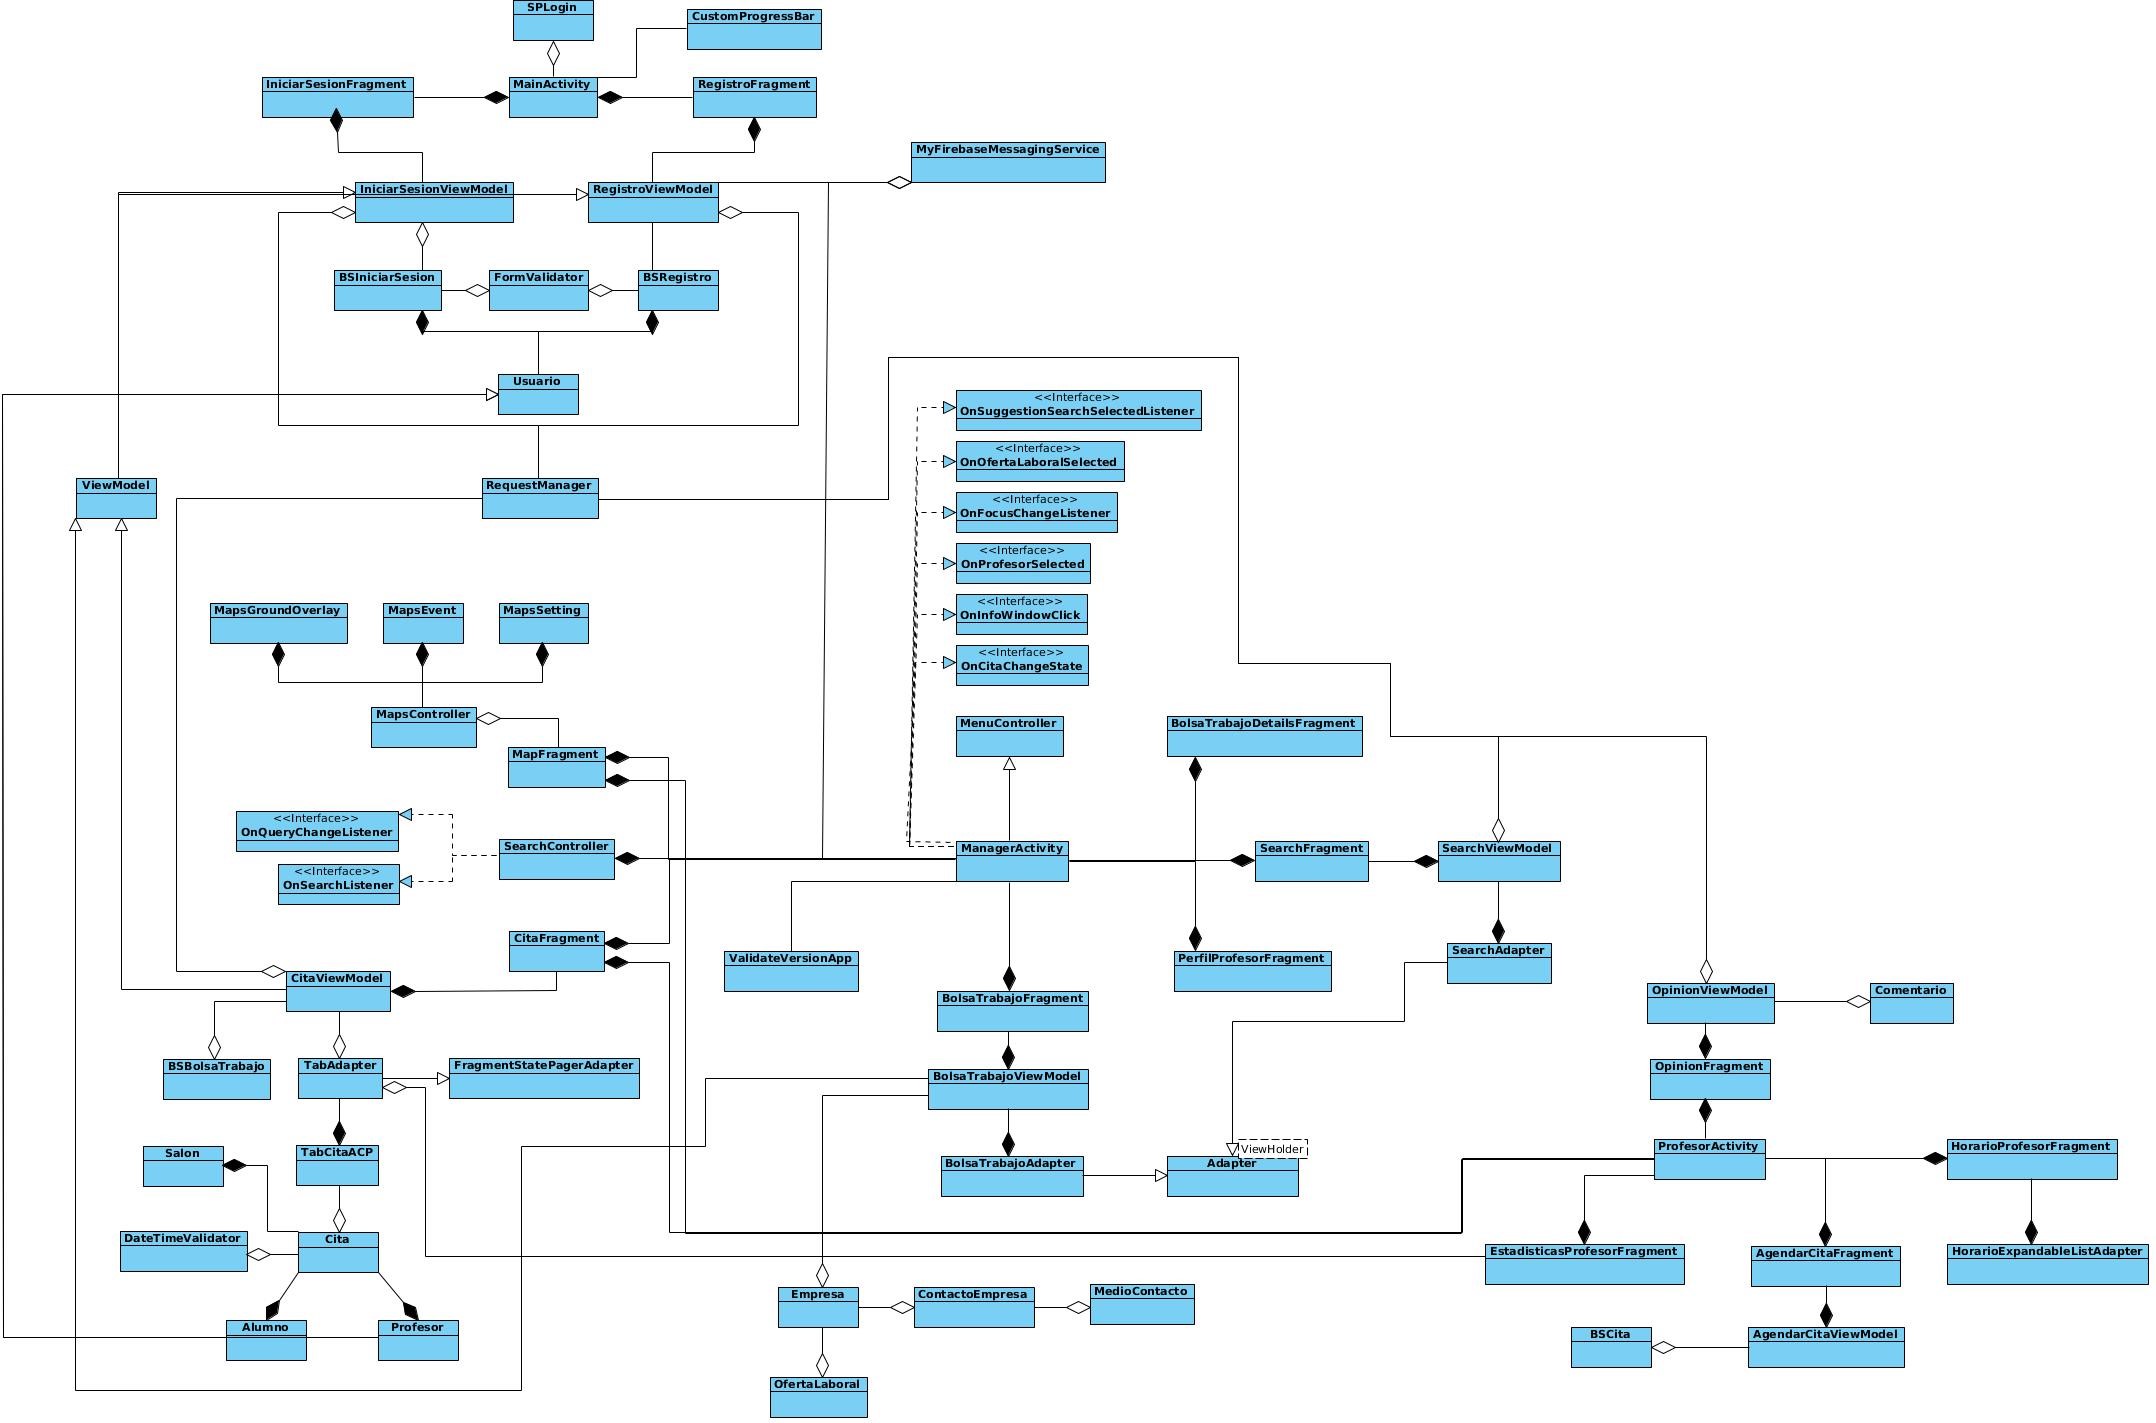 SPLogin
CustomProgressBar
IniciarSesionFragment
MainActivity
RegistroFragment
MyFirebaseMessagingService
IniciarSesionViewModel
RegistroViewModel
BSIniciarSesion
FormValidator
BSRegistro
Usuario
<<Interface>>
OnSuggestionSearchSelectedListener
<<Interface>>
OnOfertaLaboralSelected
ViewModel
RequestManager
<<Interface>>
OnFocusChangeListener
<<Interface>>
OnProfesorSelected
<<Interface>>
OnInfoWindowClick
MapsGroundOverlay
MapsEvent
MapsSetting
<<Interface>>
OnCitaChangeState
MapsController
MenuController
BolsaTrabajoDetailsFragment
MapFragment
<<Interface>>
OnQueryChangeListener
SearchController
ManagerActivity
SearchFragment
SearchViewModel
<<Interface>>
OnSearchListener
CitaFragment
ValidateVersionApp
PerfilProfesorFragment
SearchAdapter
CitaViewModel
BolsaTrabajoFragment
OpinionViewModel
Comentario
BSBolsaTrabajo
TabAdapter
FragmentStatePagerAdapter
BolsaTrabajoViewModel
OpinionFragment
Salon
TabCitaACP
BolsaTrabajoAdapter
ViewHolder
Adapter
ProfesorActivity
HorarioProfesorFragment
DateTimeValidator
Cita
EstadisticasProfesorFragment
AgendarCitaFragment
HorarioExpandableListAdapter
Empresa
ContactoEmpresa
MedioContacto
Alumno
Profesor
BSCita
AgendarCitaViewModel
OfertaLaboral